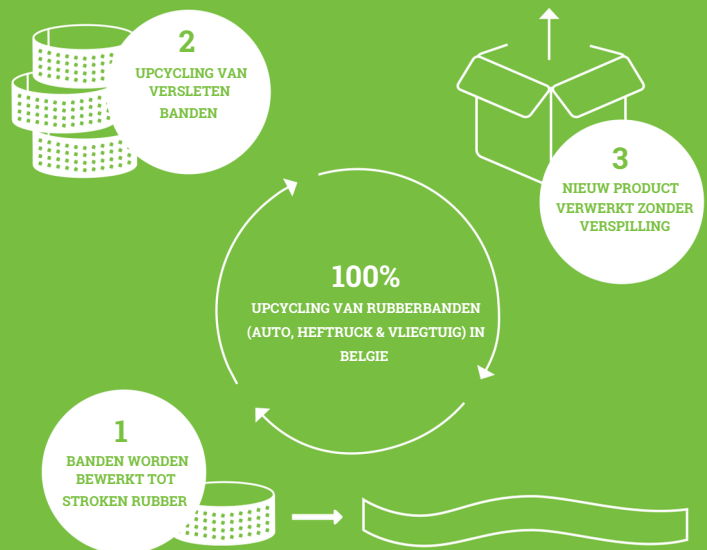 2
UPCYCLING VAN
VERSLETEN
BANDEN
3
NIEUW PRODUCT
VERWERKT ZONDER
VERSPILLING
100%
UPCYCLING VAN RUBBERBANDEN
(AUTO, HEFTRUCK & VLIEGTUIG) IN
BELGIE
1
BANDEN WORDEN
BEWERKT TOT
STROKEN RUBBER